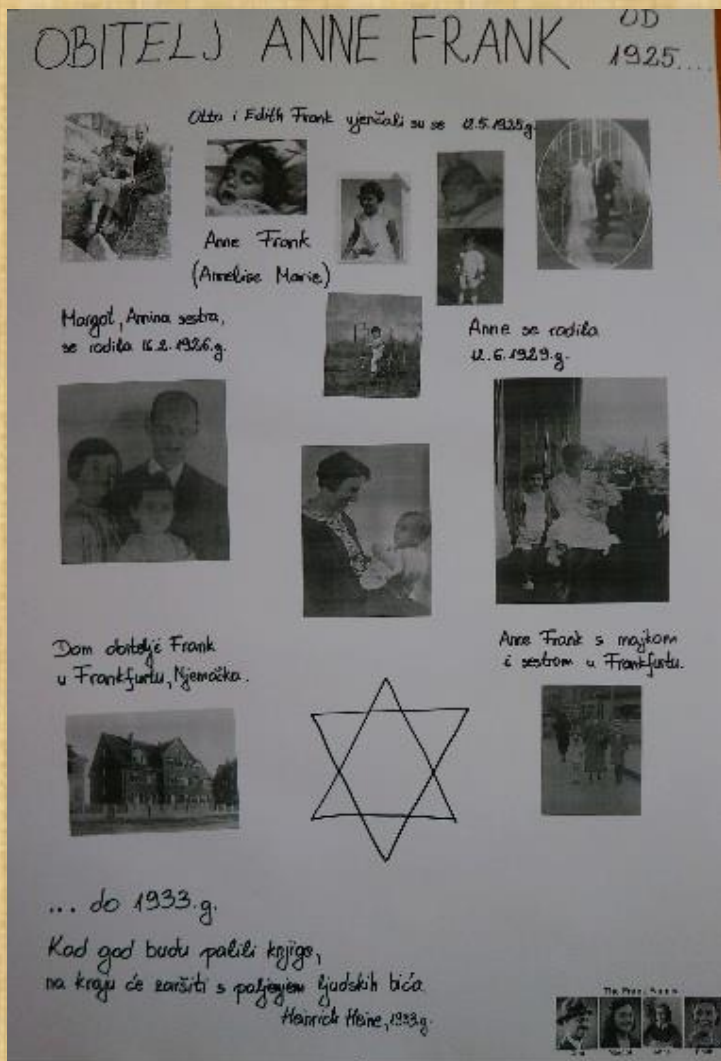 OBITELJ ANNE FRANK OD
1925....
Otto i Edith Frank vjenčali su se 12.5.1925.g.
Anne Frank
(Annelise Marie)
Margot, Annina sestra,
se rodila 16.2.1926.g.
Anne se rodila
12.6.1929.g.
Dom obitelji Frank
u Frankfurtu, Njemačka.
Anne Frank s majkom
i sestrom u Frankfurtu.
... do 1933.g.
Kad god budu palili knjige,
na kraju će završiti s paljenjem ljudskih bića.
Heinrich Heine, 1933.g.